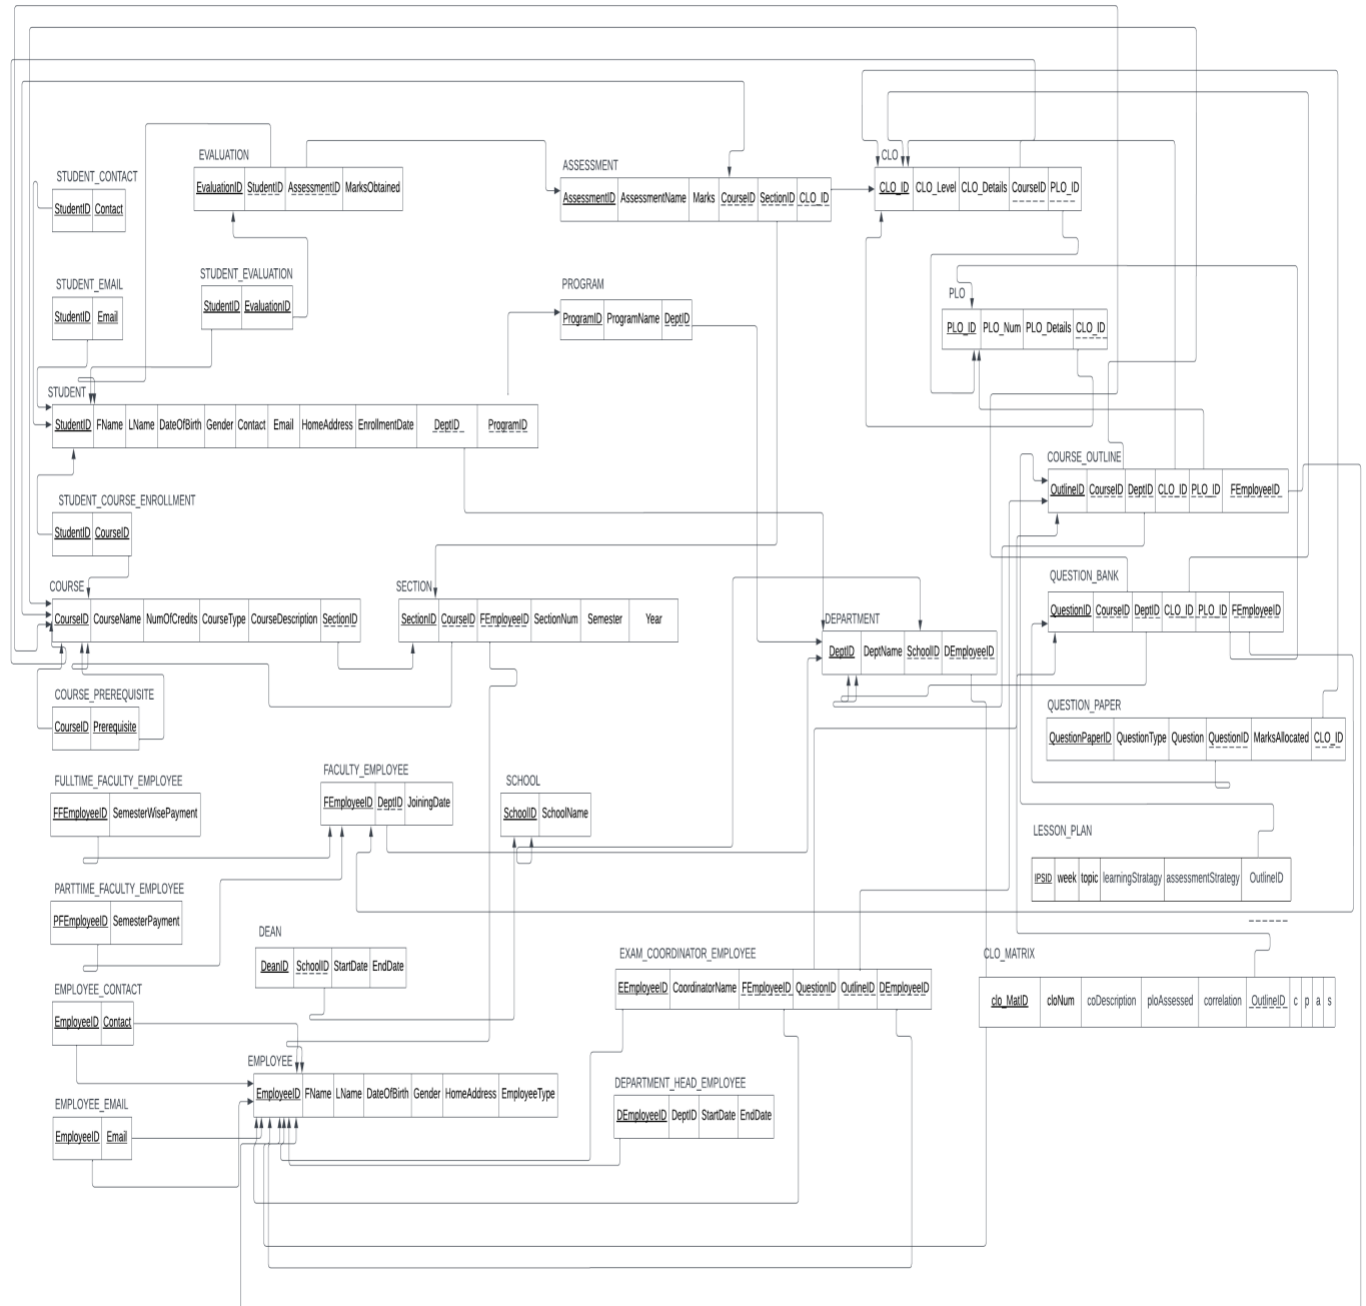 STUDENT_CONTACT
StudentID Contact
EVALUATION
EvaluationID StudentID AssessmentID MarksObtained
ASSESSMENT
AssessmentID AssessmentName Marks CourseID SectionID CLO_ID
CLO
CLO_ID CLO_Level CLO_Details CourseID PLO_ID
STUDENT_EMAIL
StudentID Email
STUDENT_EVALUATION
StudentID EvaluationID
PROGRAM
ProgramID ProgramName DeptID
PLO
PLO_ID PLO_Num PLO_Details CLO_ID
STUDENT
StudentID FName LName DateOfBirth Gender Contact Email HomeAddress EnrollmentDate DeptID ProgramID
COURSE_OUTLINE
OutlineID CourseID DeptID CLO_ID PLO_ID FEmployeeID
STUDENT_COURSE_ENROLLMENT
StudentID CourseID
COURSE
CourseID CourseName NumOfCredits CourseType CourseDescription SectionID
SECTION
SectionID CourseID FEmployeeID SectionNum Semester Year
QUESTION_BANK
QuestionID CourseID DeptID CLO_ID PLO_ID FEmployeeID
DEPARTMENT
DeptID DeptName SchoolID DEmployeeID
COURSE_PREREQUISITE
CourseID Prerequisite
QUESTION_PAPER
QuestionPaperID QuestionType Question QuestionID MarksAllocated CLO_ID
FULLTIME_FACULTY_EMPLOYEE
FFEmployeeID SemesterWisePayment
FACULTY_EMPLOYEE
FEmployeeID DeptID JoiningDate
SCHOOL
SchoolID SchoolName
LESSON_PLAN
lPSID week topic learningStratagy assessmentStrategy OutlineID
PARTTIME_FACULTY_EMPLOYEE
PFEmployeeID SemesterPayment
DEAN
DeanID SchoolID StartDate EndDate
EXAM_COORDINATOR_EMPLOYEE
EEmployeeID CoordinatorName FEmployeeID QuestionID OutlineID DEmployeeID
CLO_MATRIX
clo_MatID cloNum coDescription ploAssessed correlation OutlineID c p a s
EMPLOYEE_CONTACT
EmployeeID Contact
EMPLOYEE
EmployeeID FName LName DateOfBirth Gender HomeAddress EmployeeType
DEPARTMENT_HEAD_EMPLOYEE
DEmployeeID DeptID StartDate EndDate
EMPLOYEE_EMAIL
EmployeeID Email